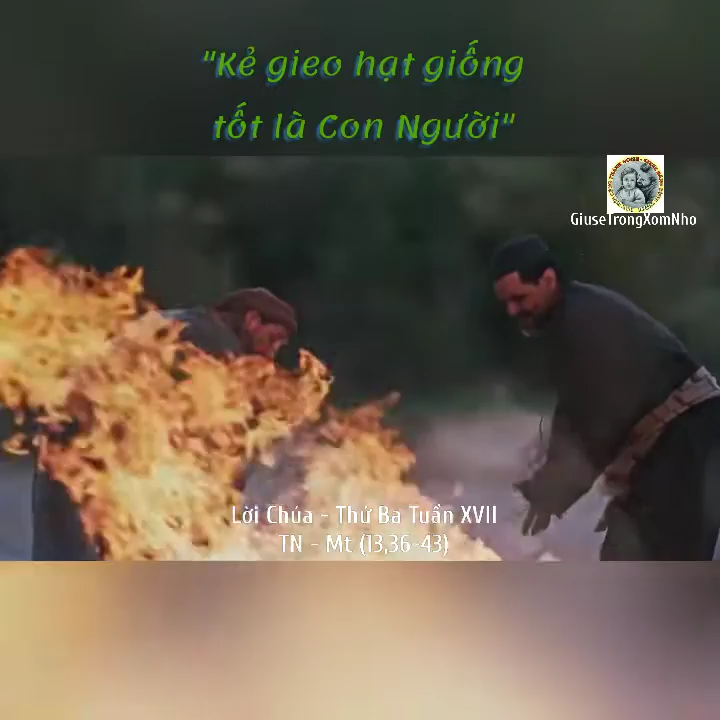 "Kẻ gieo hạt giống
tốt là Con Người"
GiuseTrongXomNho
Lời Chúa - Thứ Ba Tuần XVII
TN - Mt (13,36-43)